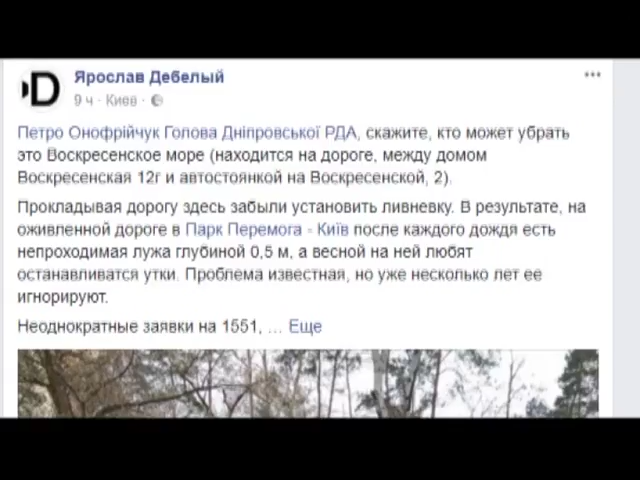 D
Ярослав Дебелый
9 ч · Киев ·
Петро Онофрійчук Голова Дніпровської РДА, скажите, кто может убрать
это Воскресенское море (находится на дороге, между домом
Воскресенская 12г и автостоянкой на Воскресенской, 2).
Прокладывая дорогу здесь забыли установить ливневку. В результате, на
оживленной дороге в Парк Перемога - Київ после каждого дождя есть
непроходимая лужа глубиной 0,5 м, а весной на ней любят
останавливатся утки. Проблема известная, но уже несколько лет ее
игнорируют.
Неоднократные заявки на 1551, … Еще